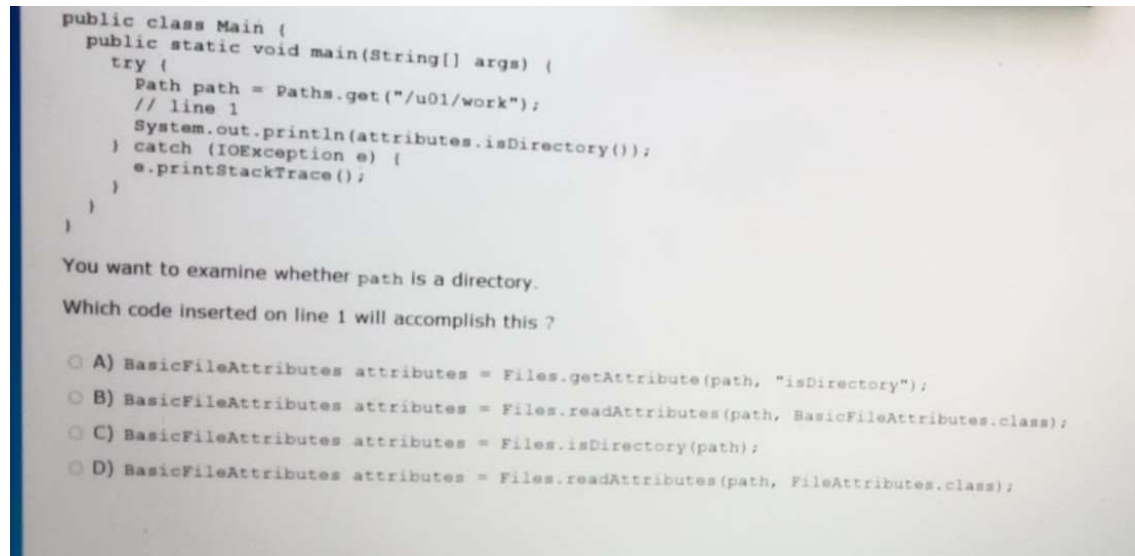 public class Main {
public static void main(String[] args) {
try {
Path path = Paths.get("/u01/work");
// line 1
System.out.println(attributes.isDirectory());
} catch (IOException e) {
e.printStackTrace();
}
}
}
You want to examine whether path is a directory.
Which code inserted on line 1 will accomplish this ?
A) BasicFileAttributes attributes = Files.getAttribute(path, "isDirectory");
B) BasicFileAttributes attributes = Files.readAttributes(path, BasicFileAttributes.class);
C) BasicFileAttributes attributes = Files.isDirectory(path);
D) BasicFileAttributes attributes = Files.readAttributes(path, FileAttributes.class);